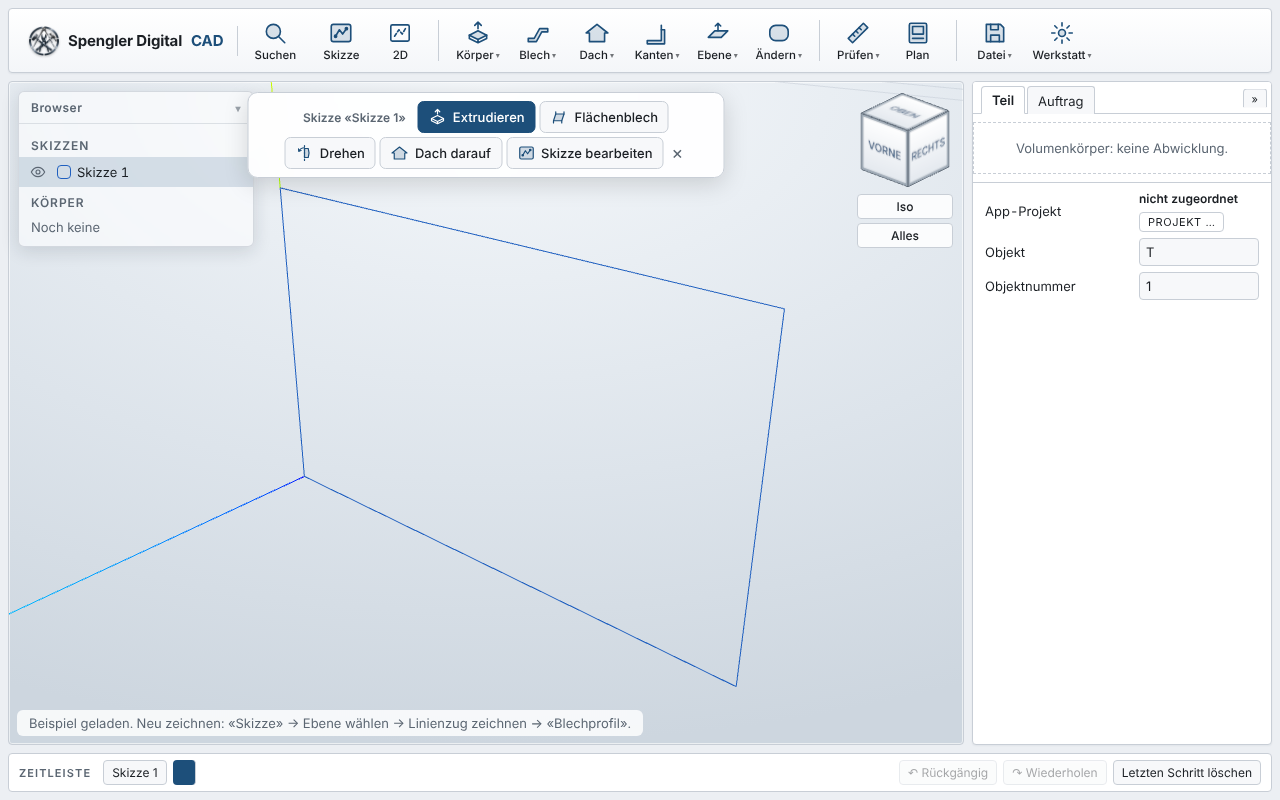 Spengler Digital CAD
Suchen
Skizze
2D
Körper
Blech
Dach
Kanten
Ebene
Ändern
Prüfen
Plan
Datei
Werkstatt
Browser
SKIZZEN
Skizze 1
KÖRPER
Noch keine
Skizze «Skizze 1»
Extrudieren
Flächenblech
Drehen
Dach darauf
Skizze bearbeiten
×
OBEN
VORNE
RECHTS
Iso
Alles
Teil
Auftrag
»
Volumenkörper: keine Abwicklung.
App-Projekt
nicht zugeordnet
PROJEKT ...
Objekt
T
Objektnummer
1
Beispiel geladen. Neu zeichnen: «Skizze» → Ebene wählen → Linienzug zeichnen → «Blechprofil».
ZEITLEISTE
Skizze 1
↶ Rückgängig
↷ Wiederholen
Letzten Schritt löschen